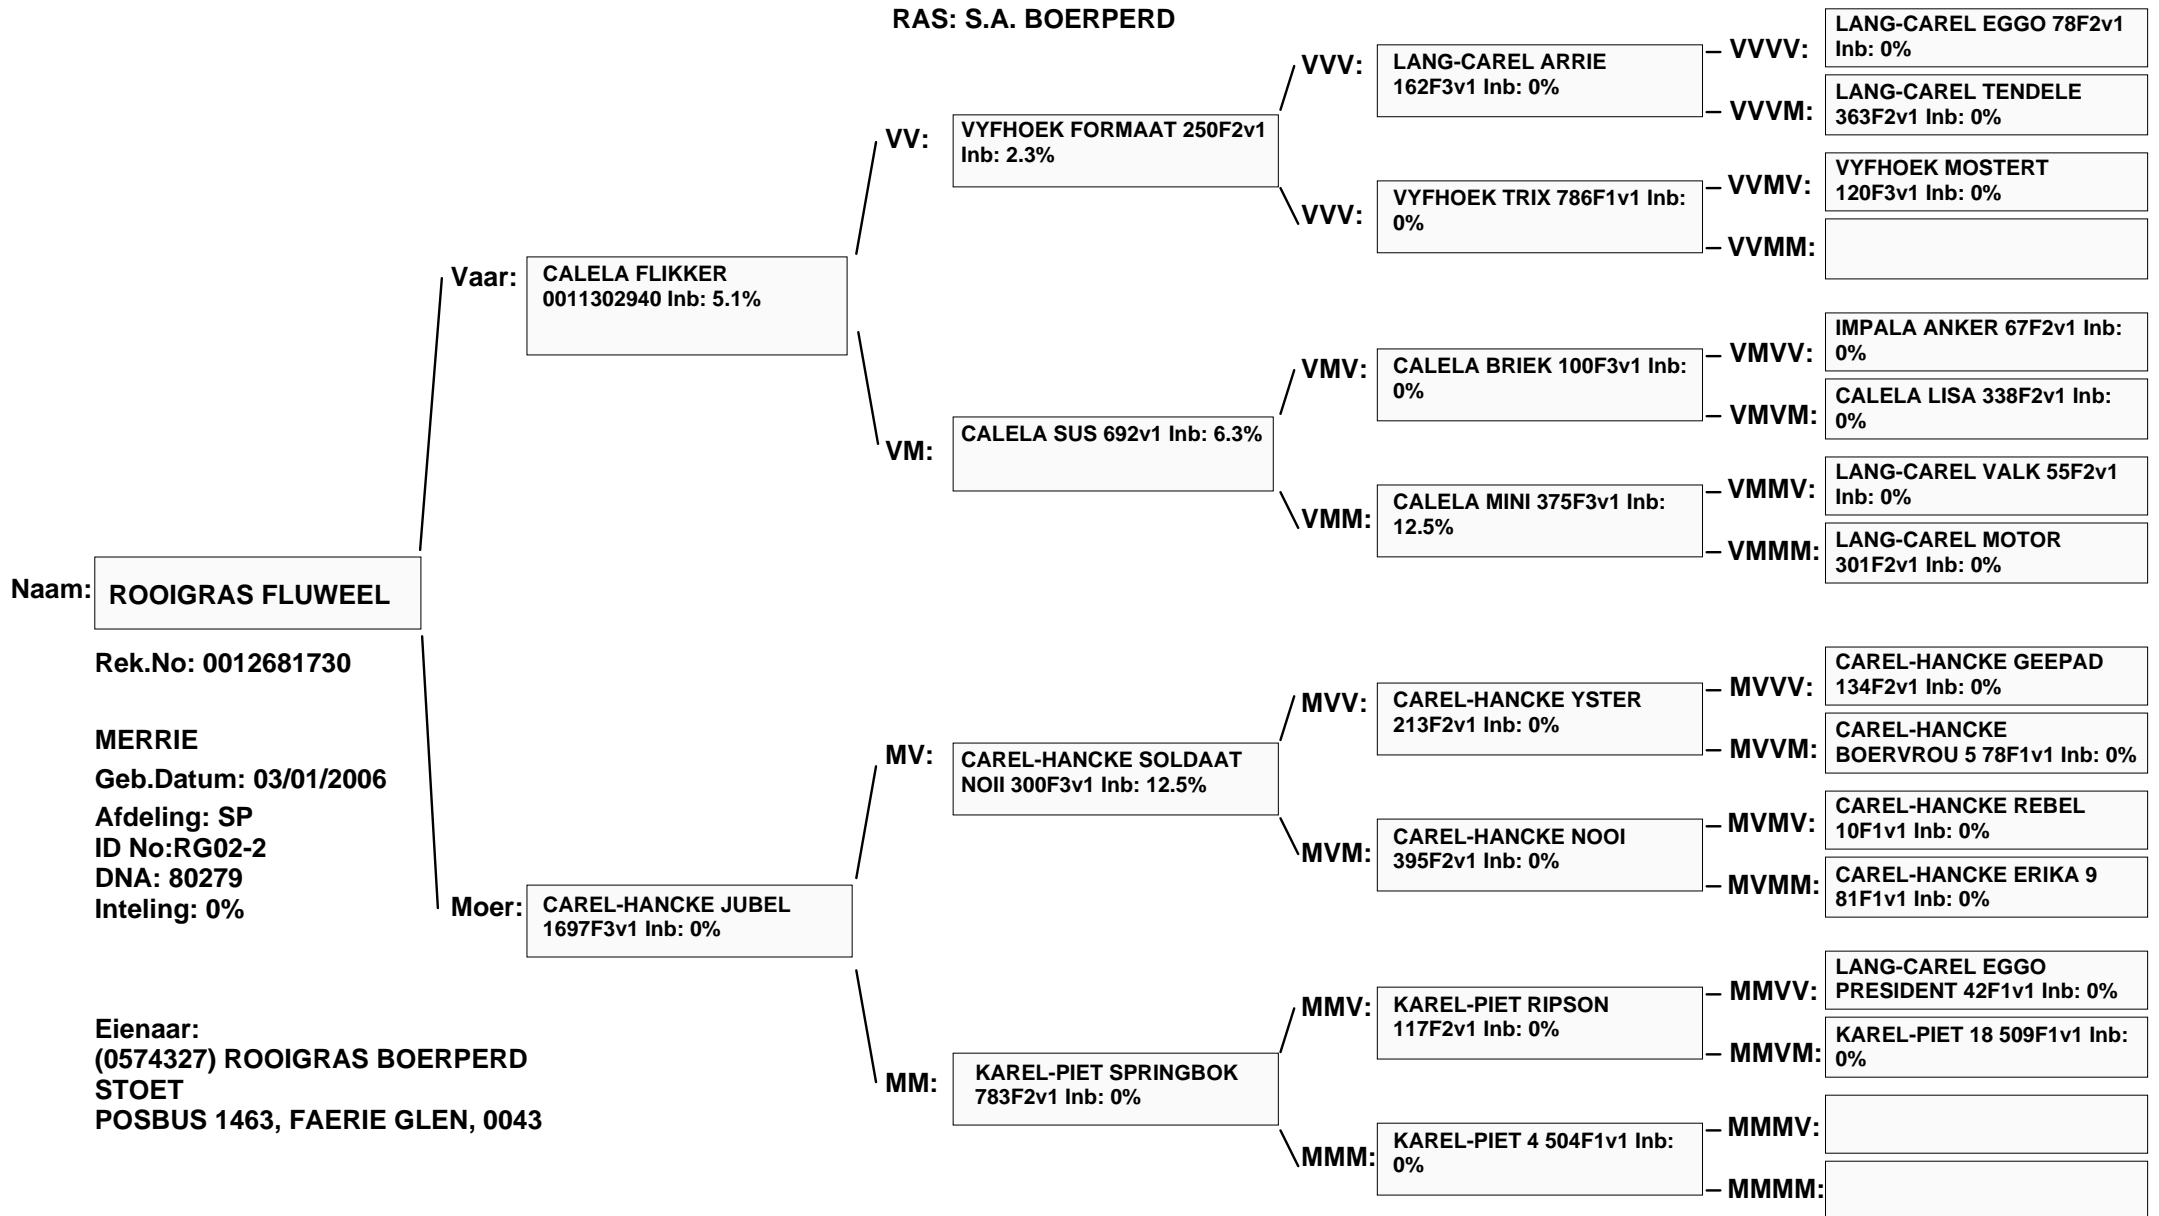 RAS: S.A. BOERPERD
Naam:
ROOIGRAS FLUWEEL
Rek.No: 0012681730
MERRIE
Geb.Datum: 03/01/2006
Afdeling: SP
ID No:RG02-2
DNA: 80279
Inteling: 0%
Eienaar:
(0574327) ROOIGRAS BOERPERD
STOET
POSBUS 1463, FAERIE GLEN, 0043
Vaar:
CALELA FLIKKER
0011302940 Inb: 5.1%
Moer:
CAREL-HANCKE JUBEL
1697F3v1 Inb: 0%
VV:
VYFHOEK FORMAAT 250F2v1
Inb: 2.3%
VM:
CALELA SUS 692v1 Inb: 6.3%
MV:
CAREL-HANCKE SOLDAAT
NOII 300F3v1 Inb: 12.5%
MM:
KAREL-PIET SPRINGBOK
783F2v1 Inb: 0%
VVV:
LANG-CAREL ARRIE
162F3v1 Inb: 0%
VVV:
VYFHOEK TRIX 786F1v1 Inb:
0%
VMV:
CALELA BRIEK 100F3v1 Inb:
0%
VMM:
CALELA MINI 375F3v1 Inb:
12.5%
MVV:
CAREL-HANCKE YSTER
213F2v1 Inb: 0%
MVM:
CAREL-HANCKE NOOI
395F2v1 Inb: 0%
MMV:
KAREL-PIET RIPSON
117F2v1 Inb: 0%
MMM:
KAREL-PIET 4 504F1v1 Inb:
0%
VVVV:
LANG-CAREL EGGO 78F2v1
Inb: 0%
VVVM:
LANG-CAREL TENDELE
363F2v1 Inb: 0%
VVMV:
VYFHOEK MOSTERT
120F3v1 Inb: 0%
VVMM:
VMVV:
IMPALA ANKER 67F2v1 Inb:
0%
VMVM:
CALELA LISA 338F2v1 Inb:
0%
VMMV:
LANG-CAREL VALK 55F2v1
Inb: 0%
VMMM:
LANG-CAREL MOTOR
301F2v1 Inb: 0%
MVVV:
CAREL-HANCKE GEEPAD
134F2v1 Inb: 0%
MVVM:
CAREL-HANCKE
BOERVROU 5 78F1v1 Inb: 0%
MVMV:
CAREL-HANCKE REBEL
10F1v1 Inb: 0%
MVMM:
CAREL-HANCKE ERIKA 9
81F1v1 Inb: 0%
MMVV:
LANG-CAREL EGGO
PRESIDENT 42F1v1 Inb: 0%
MMVM:
KAREL-PIET 18 509F1v1 Inb:
0%
MMMV:
MMMM: